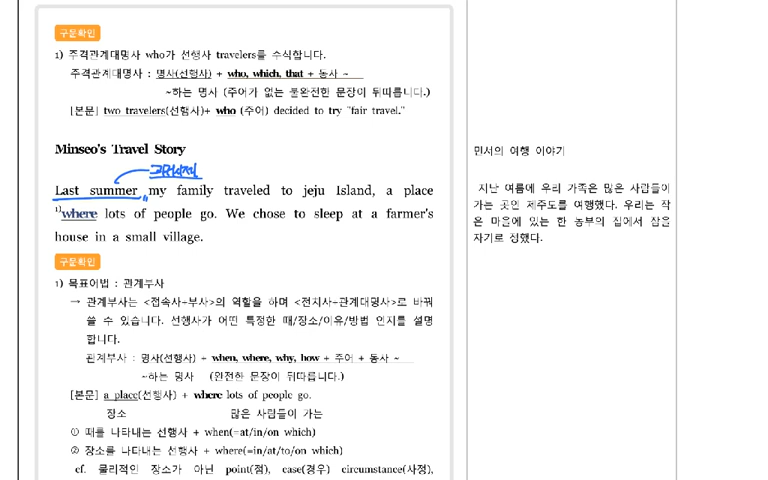 구문확인
1) 주격관계대명사 who가 선행사 travelers를 수식합니다.
주격관계대명사 : 명사(선행사) + who, which, that + 동사 ~
~하는 명사 (주어가 없는 불완전한 문장이 뒤따릅니다.)
[본문] two travelers(선행사)+ who (주어) decided to try "fair travel."
Minseo's Travel Story
Last summer, my family traveled to jeju Island, a place
1)where lots of people go. We chose to sleep at a farmer's
house in a small village.
구문확인
1) 목표어법 : 관계부사
→ 관계부사는 <접속사+부사>의 역할을 하며 <전치사+관계대명사>로 바꿔
쓸 수 있습니다. 선행사가 어떤 특정한 때/장소/이유/방법 인지를 설명
합니다.
관계부사 : 명사(선행사) + when, where, why, how + 주어 + 동사 ~
~하는 명사 (완전한 문장이 뒤따릅니다.)
[본문] a place(선행사) + where lots of people go.
장소 많은 사람들이 가는
① 때를 나타내는 선행사 + when(=at/in/on which)
② 장소를 나타내는 선행사 + where(=in/at/to/on which)
cf. 물리적인 장소가 아닌 point(점), case(경우) circumstance(사정),
민서의 여행 이야기
지난 여름에 우리 가족은 많은 사람들이
가는 곳인 제주도를 여행했다. 우리는 작
은 마을에 있는 한 농부의 집에서 잠을
자기로 정했다.